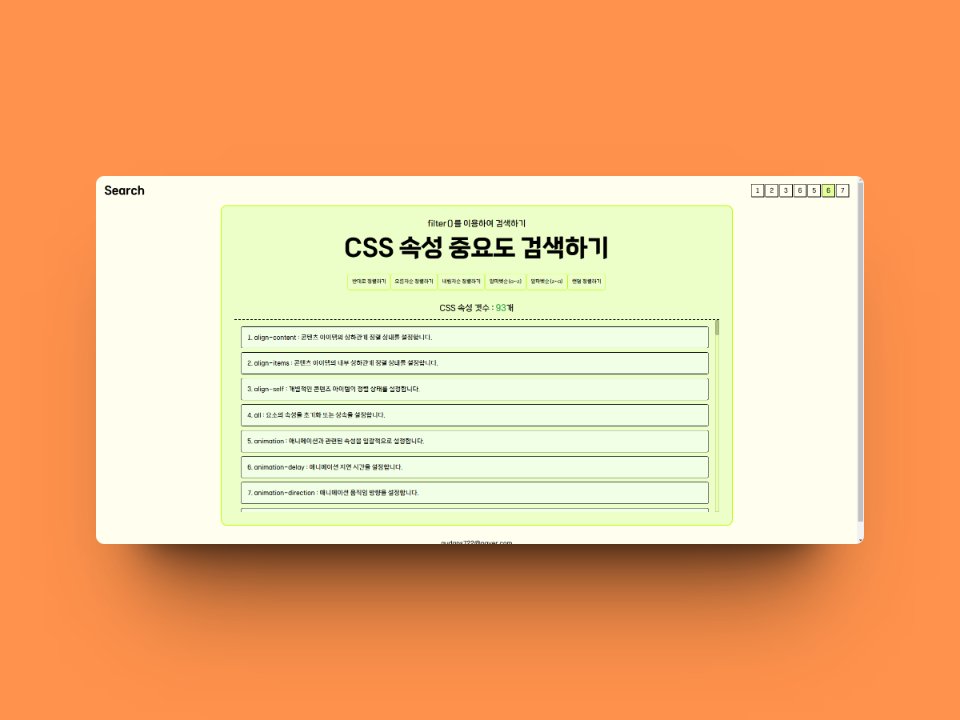 Search
1 2 3 6 5 6 7
filter()를 이용하여 검색하기
CSS 속성 중요도 검색하기
반대로 정렬하기 오름차순 정렬하기 내림차순 정렬하기 알파벳순(a-z) 알파벳순(z-a) 랜덤 정렬하기
CSS 속성 갯수 : 93개
1. align-content : 콘텐츠 아이템의 상하관계 정렬 상태를 설정합니다.
2. align-items : 콘텐츠 아이템의 내부 상하관계 정렬 상태를 설정합니다.
3. align-self : 개별적인 콘텐츠 아이템의 정렬 상태를 설정합니다.
4. all : 요소의 속성을 초기화 또는 상속을 설정합니다.
5. animation : 애니메이션과 관련된 속성을 일괄적으로 설정합니다.
6. animation-delay : 애니메이션 지연 시간을 설정합니다.
7. animation-direction : 애니메이션 움직임 방향을 설정합니다.